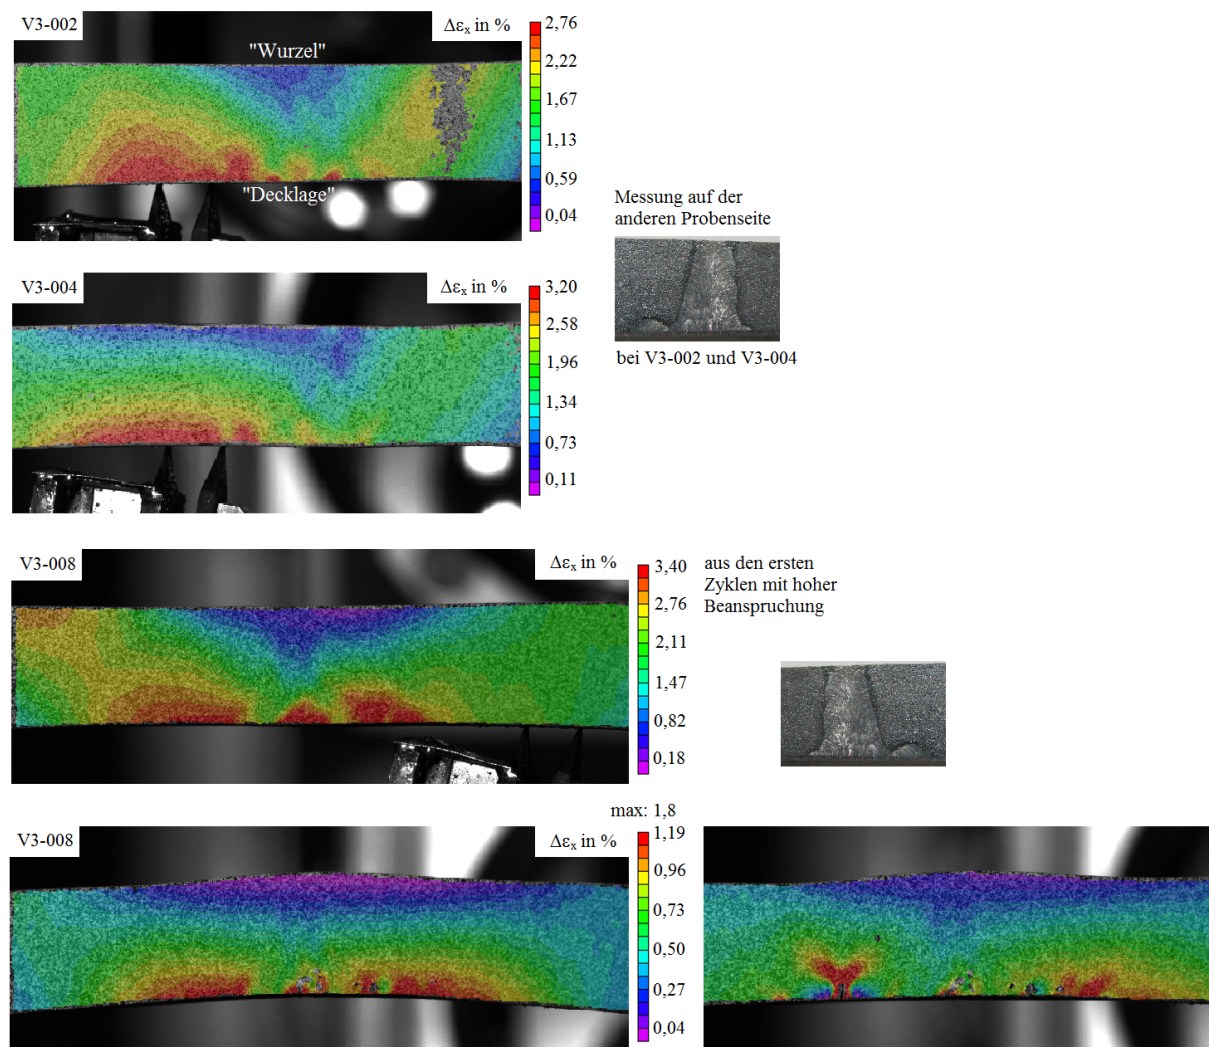 V3-002
Δεx in %
"Wurzel"
"Decklage"
2,76
2,22
1,67
1,13
0,59
0,04
Messung auf der
anderen Probenseite
bei V3-002 und V3-004
V3-004
Δεx in %
3,20
2,58
1,96
1,34
0,73
0,11
V3-008
Δεx in %
3,40
2,76
2,11
1,47
0,82
0,18
aus den ersten
Zyklen mit hoher
Beanspruchung
max: 1,8
V3-008
Δεx in %
1,19
0,96
0,73
0,50
0,27
0,04